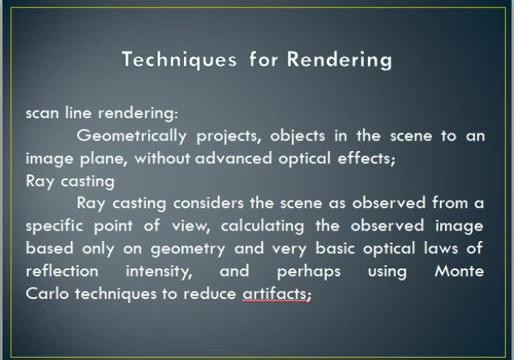 Techniques for Rendering
scan line rendering:
Geometrically projects, objects in the scene to an
image plane, without advanced optical effects;
Ray casting
Ray casting considers the scene as observed from a
specific point of view, calculating the observed image
based only on geometry and very basic optical laws of
reflection intensity, and perhaps using Monte
Carlo techniques to reduce artifacts;